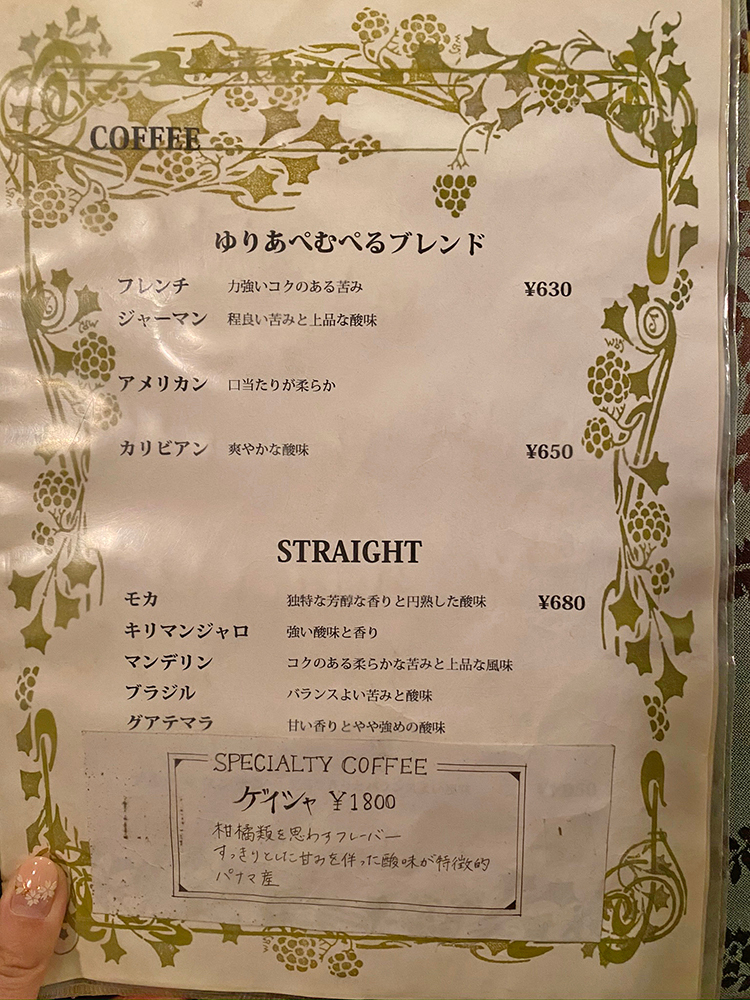 COFFEE
ゆりあぺむぺるブレンド
フレンチ 力強いコクのある苦み ¥630
ジャーマン 程良い苦みと上品な酸味
アメリカン 口当たりが柔らか
カリビアン 爽やかな酸味 ¥650
STRAIGHT
モカ 独特な芳醇な香りと円熟した酸味 ¥680
キリマンジャロ 強い酸味と香り
マンデリン コクのある柔らかな苦みと上品な風味
ブラジル バランスよい苦みと酸味
グアテマラ 甘い香りとやや強めの酸味
SPECIALTY COFFEE
ゲイシャ ¥1800
柑橘類を思わすフレーバー
すっきりとした甘みを伴った酸味が特徴的
パナマ産